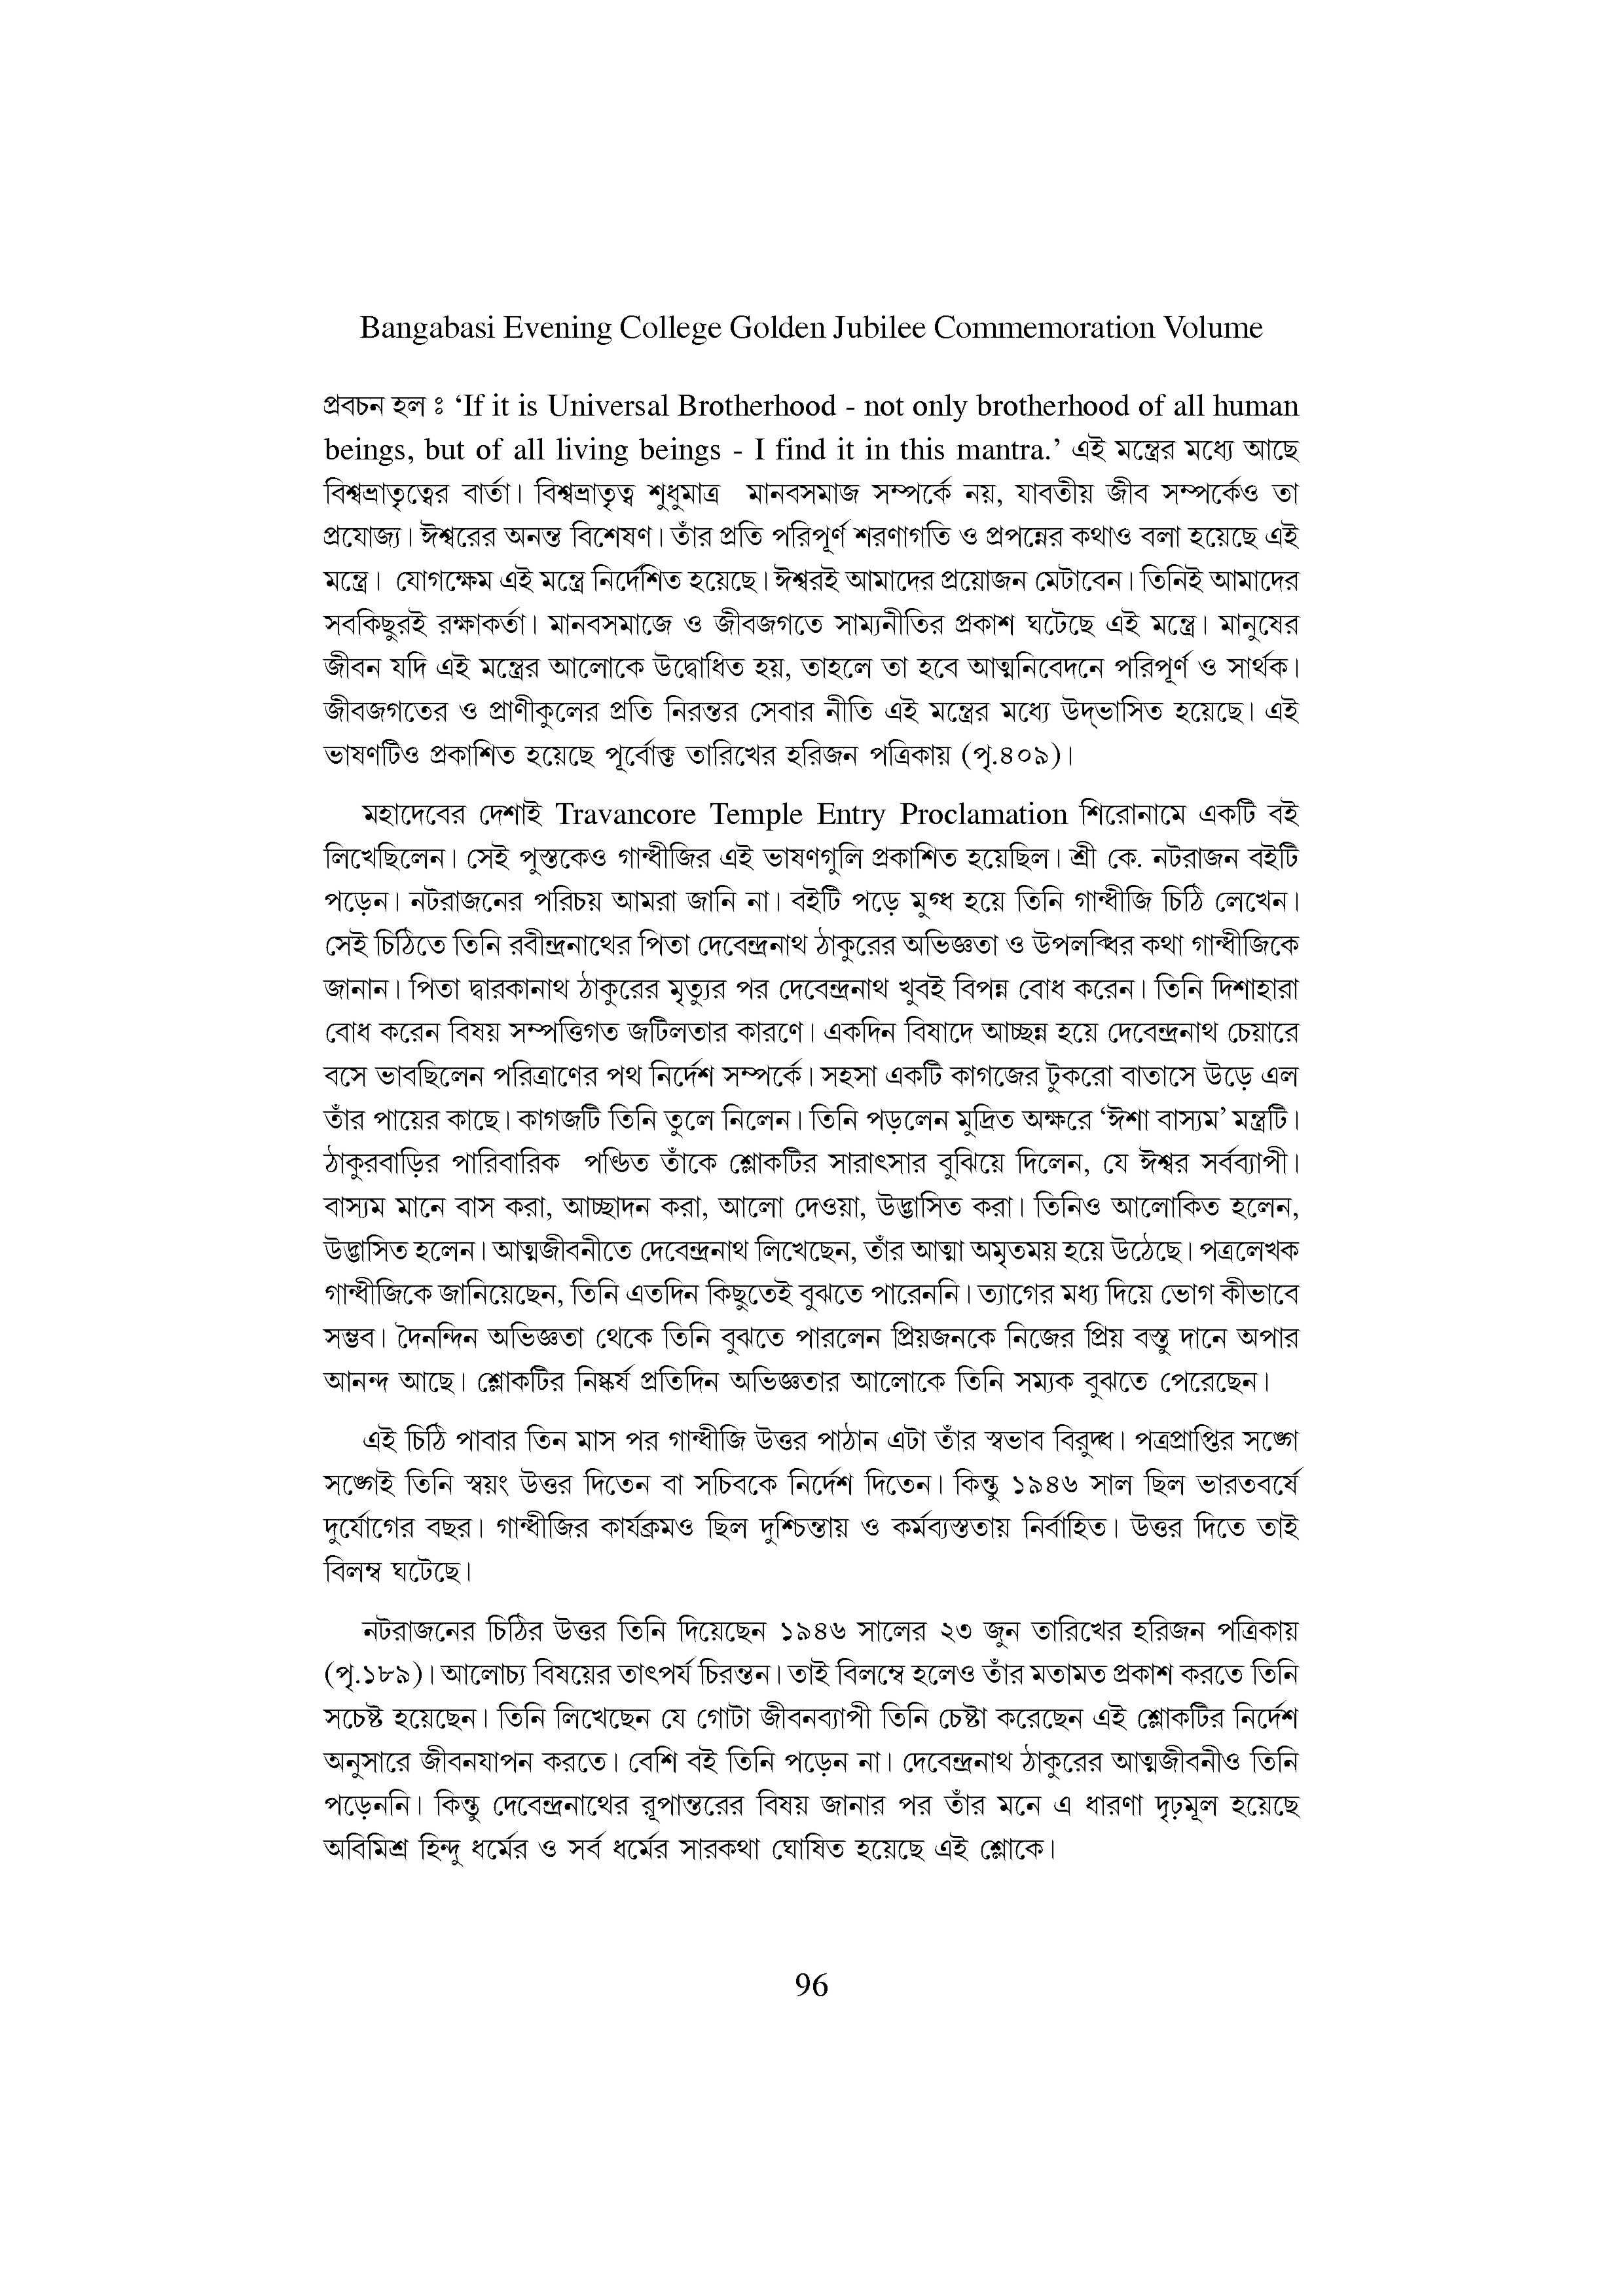 Bangabasi Evening College Golden Jubilee Commemoration Volume
প্রবচন হল ঃ ‘If it is Universal Brotherhood - not only brotherhood of all human
beings, but of all living beings - I find it in this mantra.’ এই মন্ত্রের মধ্যে আছে
বিশ্বভ্রাতৃত্বের বার্তা। বিশ্বভ্রাতৃত্ব শুধুমাত্র মানবসমাজ সম্পর্কে নয়, যাবতীয় জীব সম্পর্কেও তা
প্রযোজ্য। ঈশ্বরের অনন্ত বিশেষণ। তাঁর প্রতি পরিপূর্ণ শরণাগতি ও প্রপন্নের কথাও বলা হয়েছে এই
মন্ত্রে। যোগক্ষেম এই মন্ত্রে নির্দেশিত হয়েছে। ঈশ্বরই আমাদের প্রয়োজন মেটাবেন। তিনিই আমাদের
সবকিছুরই রক্ষাকর্তা। মানবসমাজে ও জীবজগতে সাম্যনীতির প্রকাশ ঘটেছে এই মন্ত্রে। মানুষের
জীবন যদি এই মন্ত্রের আলোকে উদ্বোধিত হয়, তাহলে তা হবে আত্মনিবেদনে পরিপূর্ণ ও সার্থক।
জীবজগতের ও প্রাণীকুলের প্রতি নিরন্তর সেবার নীতি এই মন্ত্রের মধ্যে উদ্‌ভাসিত হয়েছে। এই
ভাষণটিও প্রকাশিত হয়েছে পূর্বোক্ত তারিখের হরিজন পত্রিকায় (পৃ.৪০৯)।
মহাদেবের দেশাই Travancore Temple Entry Proclamation শিরোনামে একটি বই
লিখেছিলেন। সেই পুস্তকেও গান্ধীজির এই ভাষণগুলি প্রকাশিত হয়েছিল। শ্রী কে. নটরাজন বইটি
পড়েন। নটরাজনের পরিচয় আমরা জানি না। বইটি পড়ে মুগ্ধ হয়ে তিনি গান্ধীজি চিঠি লেখেন।
সেই চিঠিতে তিনি রবীন্দ্রনাথের পিতা দেবেন্দ্রনাথ ঠাকুরের অভিজ্ঞতা ও উপলব্ধির কথা গান্ধীজিকে
জানান। পিতা দ্বারকানাথ ঠাকুরের মৃত্যুর পর দেবেন্দ্রনাথ খুবই বিপন্ন বোধ করেন। তিনি দিশাহারা
বোধ করেন বিষয় সম্পত্তিগত জটিলতার কারণে। একদিন বিষাদে আচ্ছন্ন হয়ে দেবেন্দ্রনাথ চেয়ারে
বসে ভাবছিলেন পরিত্রাণের পথ নির্দেশ সম্পর্কে। সহসা একটি কাগজের টুকরো বাতাসে উড়ে এল
তাঁর পায়ের কাছে। কাগজটি তিনি তুলে নিলেন। তিনি পড়লেন মুদ্রিত অক্ষরে ‘ঈশা বাস্যম’ মন্ত্রটি।
ঠাকুরবাড়ির পারিবারিক পণ্ডিত তাঁকে শ্লোকটির সারাৎসার বুঝিয়ে দিলেন, যে ঈশ্বর সর্বব্যাপী।
বাস্যম মানে বাস করা, আচ্ছাদন করা, আলো দেওয়া, উদ্ভাসিত করা। তিনিও আলোকিত হলেন,
উদ্ভাসিত হলেন। আত্মজীবনীতে দেবেন্দ্রনাথ লিখেছেন, তাঁর আত্মা অমৃতময় হয়ে উঠেছে। পত্রলেখক
গান্ধীজিকে জানিয়েছেন, তিনি এতদিন কিছুতেই বুঝতে পারেননি। ত্যাগের মধ্য দিয়ে ভোগ কীভাবে
সম্ভব। দৈনন্দিন অভিজ্ঞতা থেকে তিনি বুঝতে পারলেন প্রিয়জনকে নিজের প্রিয় বস্তু দানে অপার
আনন্দ আছে। শ্লোকটির নিষ্কর্ষ প্রতিদিন অভিজ্ঞতার আলোকে তিনি সম্যক বুঝতে পেরেছেন।
এই চিঠি পাবার তিন মাস পর গান্ধীজি উত্তর পাঠান এটা তাঁর স্বভাব বিরুদ্ধ। পত্রপ্রাপ্তির সঙ্গে
সঙ্গেই তিনি স্বয়ং উত্তর দিতেন বা সচিবকে নির্দেশ দিতেন। কিন্তু ১৯৪৬ সাল ছিল ভারতবর্ষে
দুর্যোগের বছর। গান্ধীজির কার্যক্রমও ছিল দুশ্চিন্তায় ও কর্মব্যস্ততায় নির্বাহিত। উত্তর দিতে তাই
বিলম্ব ঘটেছে।
নটরাজনের চিঠির উত্তর তিনি দিয়েছেন ১৯৪৬ সালের ২৩ জুন তারিখের হরিজন পত্রিকায়
(পৃ.১৮৯)। আলোচ্য বিষয়ের তাৎপর্য চিরন্তন। তাই বিলম্বে হলেও তাঁর মতামত প্রকাশ করতে তিনি
সচেষ্ট হয়েছেন। তিনি লিখেছেন যে গোটা জীবনব্যাপী তিনি চেষ্টা করেছেন এই শ্লোকটির নির্দেশ
অনুসারে জীবনযাপন করতে। বেশি বই তিনি পড়েন না। দেবেন্দ্রনাথ ঠাকুরের আত্মজীবনীও তিনি
পড়েননি। কিন্তু দেবেন্দ্রনাথের রূপান্তরের বিষয় জানার পর তাঁর মনে এ ধারণা দৃঢ়মূল হয়েছে
অবিমিশ্র হিন্দু ধর্মের ও সর্ব ধর্মের সারকথা ঘোষিত হয়েছে এই শ্লোকে।
96